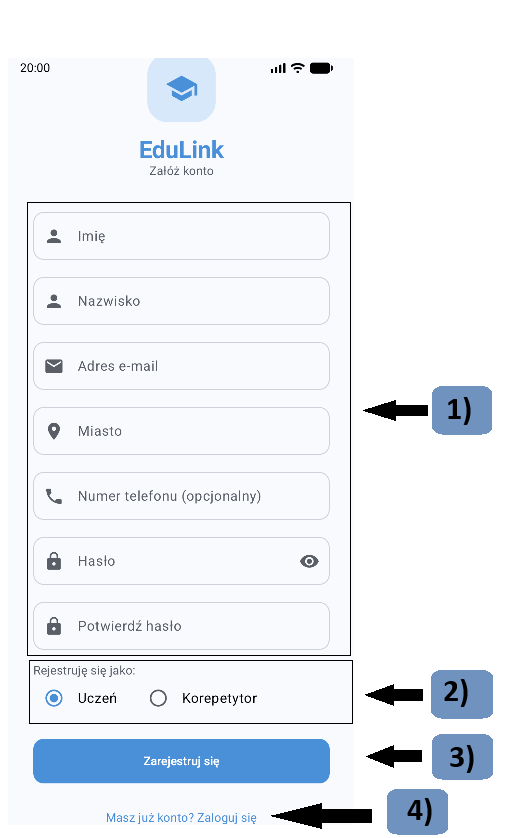 20:00
EduLink
Załóż konto
Imię
Nazwisko
Adres e-mail
Miasto
1)
Numer telefonu (opcjonalny)
Hasło
Potwierdź hasło
Rejestruję się jako:
Uczeń
Korepetytor
2)
Zarejestruj się
3)
Masz już konto? Zaloguj się
4)